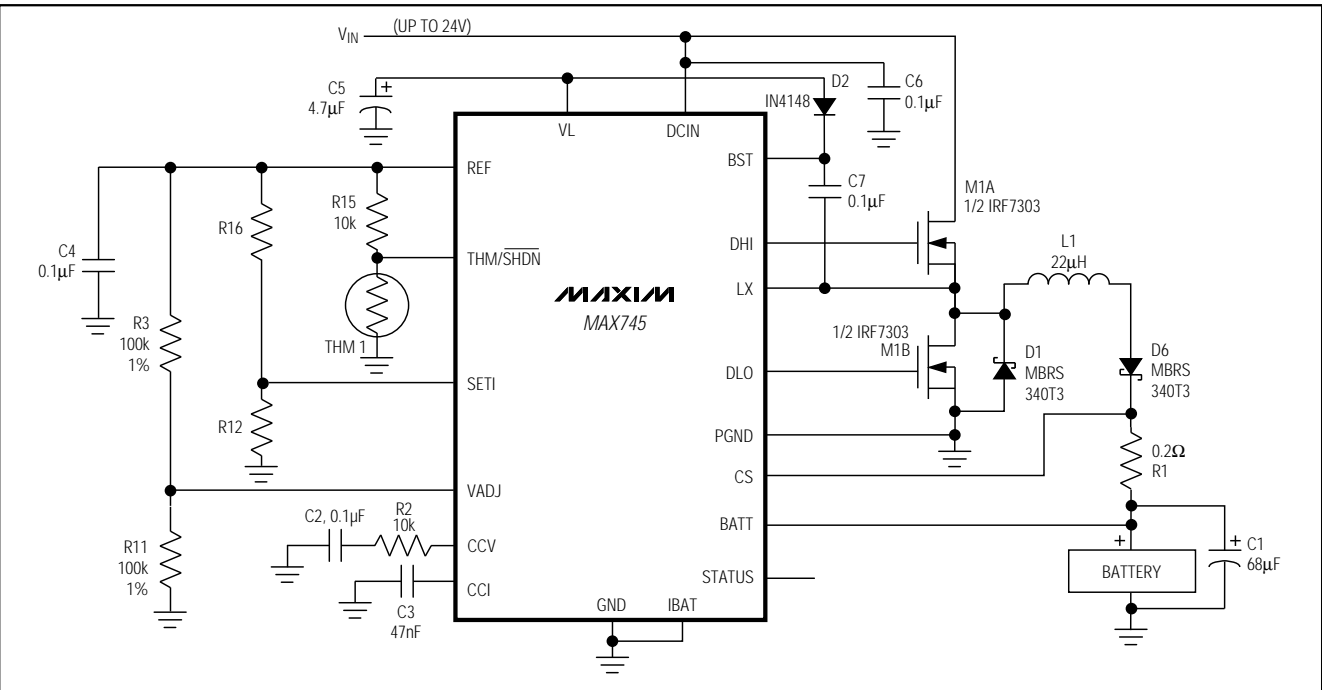 VIN (UP TO 24V)
C5
4.7µF
+
D2
IN4148
C6
0.1µF
VL
DCIN
REF
BST
C7
0.1µF
M1A
1/2 IRF7303
R15
10k
R16
C4
0.1µF
THM/SHDN
DHI
L1
22µH
LX
MAXIM
MAX745
R3
100k
1%
THM 1
1/2 IRF7303
M1B
D1
MBRS
340T3
D6
MBRS
340T3
SETI
DLO
R12
PGND
0.2Ω
R1
CS
VADJ
C2, 0.1µF
R2
10k
BATT
R11
100k
1%
CCV
+
+
C1
68µF
BATTERY
STATUS
CCI
C3
47nF
GND
IBAT